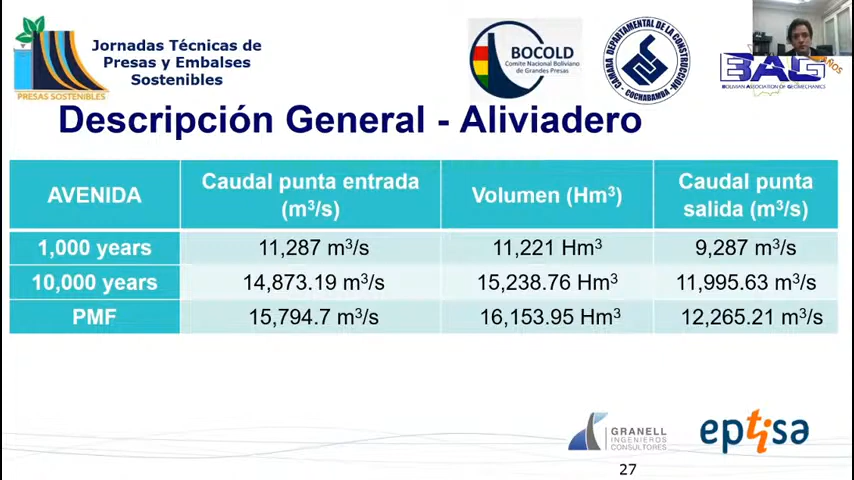 Jornadas Técnicas de
Presas y Embalses
Sostenibles
PRESAS SOSTENIBLES
BOCOLD
Comite Nacional Boliviano
de Grandes Presas
CAMARA DEPARTAMENTAL DE LA CONSTRUCCION
COCHABAMBA
BAG
BOLIVIAN ASSOCIATION OF GEOMECHANICS
AÑOS
Descripción General - Aliviadero
AVENIDA Caudal punta entrada (m³/s) Volumen (Hm³) Caudal punta salida (m³/s)
1,000 years 11,287 m³/s 11,221 Hm³ 9,287 m³/s
10,000 years 14,873.19 m³/s 15,238.76 Hm³ 11,995.63 m³/s
PMF 15,794.7 m³/s 16,153.95 Hm³ 12,265.21 m³/s
GRANELL
INGENIEROS
CONSULTORES
eptisa
27